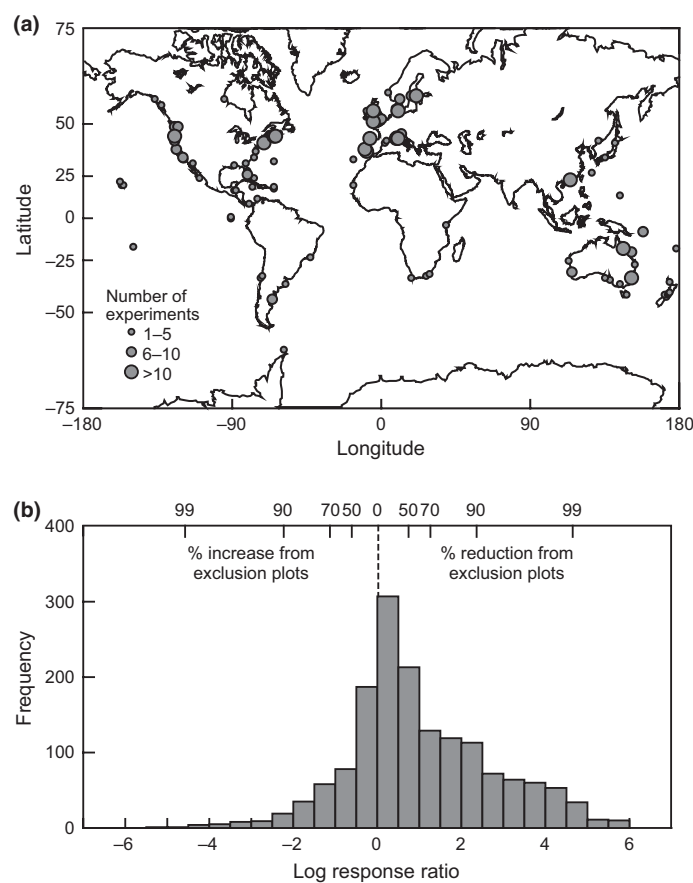 (a)
75
50
25
0
−25
−50
−75
Latitude
Number of
experiments
1–5
6–10
>10
−180 −90 0 90 180
Longitude
(b)
99 90 70 50 0 50 70 90 99
400
300
200
100
0
Frequency
% increase from
exclusion plots
% reduction from
exclusion plots
−6 −4 −2 0 2 4 6
Log response ratio